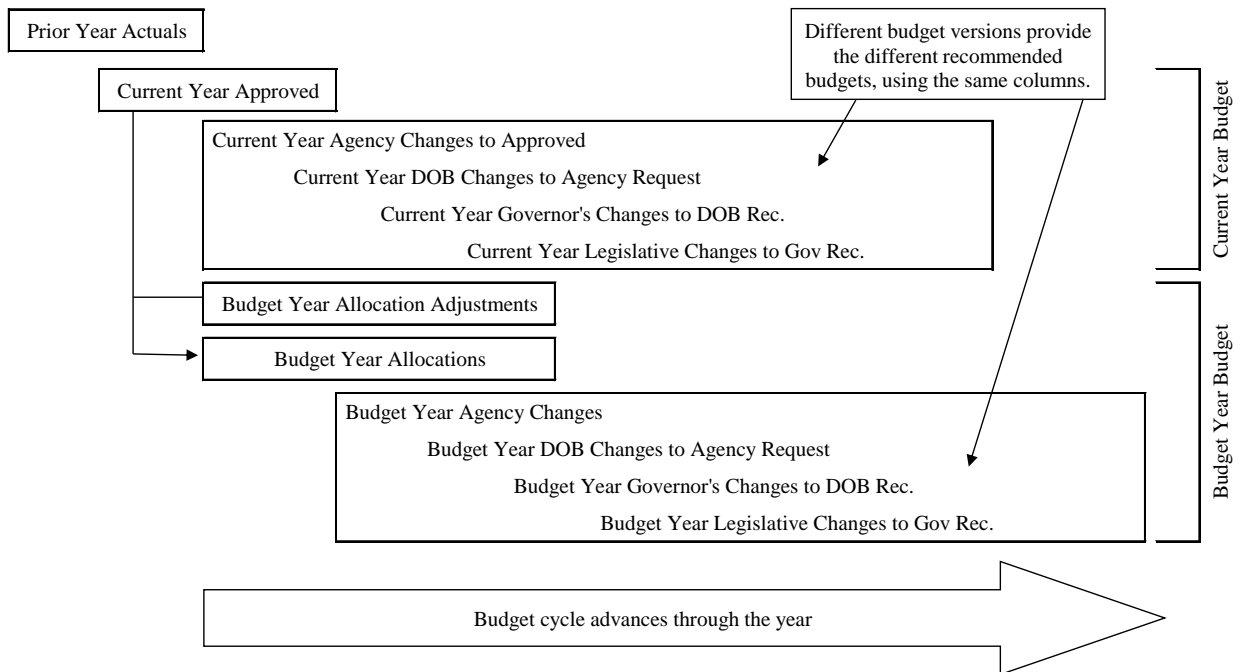 Prior Year Actuals
Different budget versions provide
the different recommended
budgets, using the same columns.
Current Year Approved
Current Year Agency Changes to Approved
Current Year DOB Changes to Agency Request
Current Year Governor's Changes to DOB Rec.
Current Year Legislative Changes to Gov Rec.
Current Year Budget
Budget Year Allocation Adjustments
Budget Year Allocations
Budget Year Agency Changes
Budget Year DOB Changes to Agency Request
Budget Year Governor's Changes to DOB Rec.
Budget Year Legislative Changes to Gov Rec.
Budget Year Budget
Budget cycle advances through the year